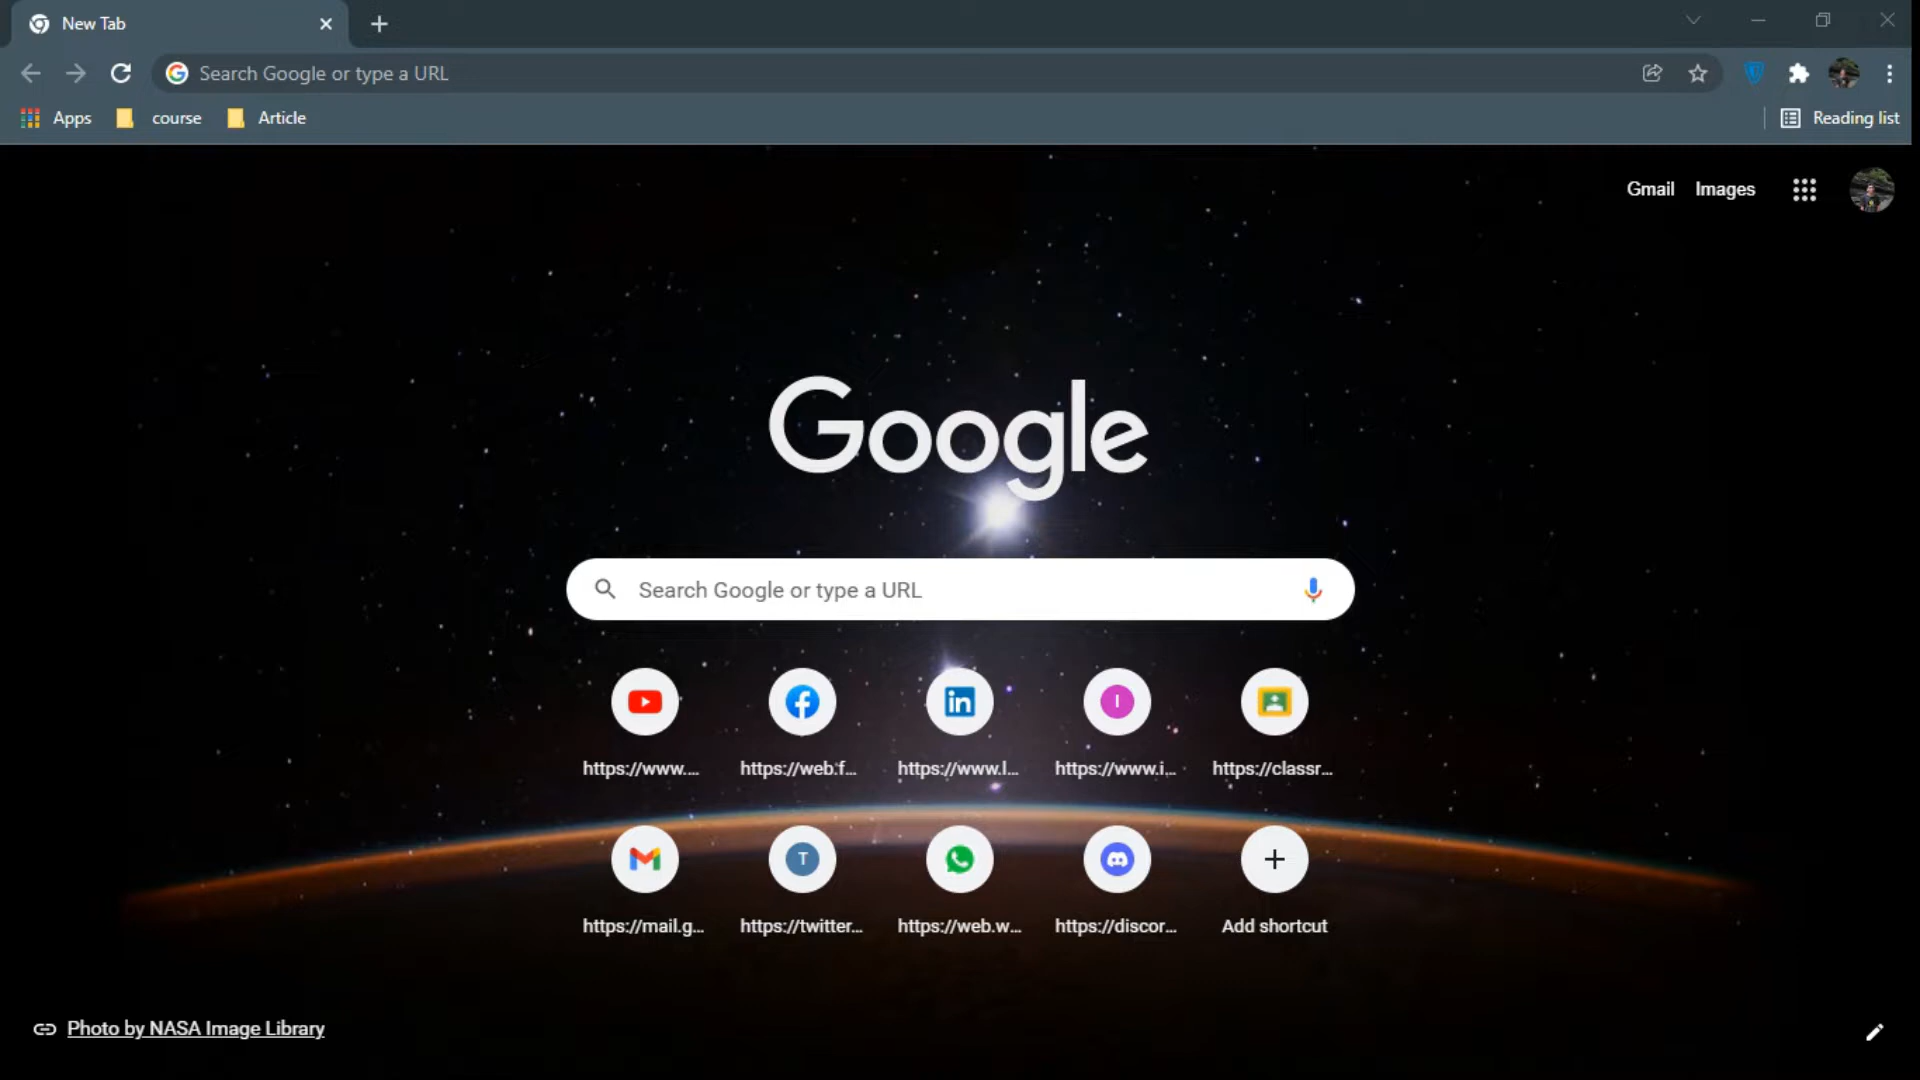 New Tab
Search Google or type a URL
Apps
course
Article
Reading list
Gmail
Images
Google
Search Google or type a URL
https://www....
https://web.f...
https://www.l...
https://www.i...
https://classr...
https://mail.g...
T
https://twitter...
https://web.w...
https://discor...
Add shortcut
Photo by NASA Image Library